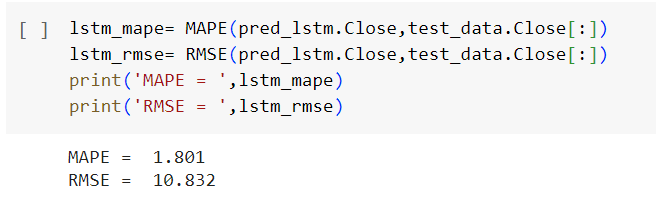 [ ] lstm_mape= MAPE(pred_lstm.Close,test_data.Close[:])
lstm_rmse= RMSE(pred_lstm.Close,test_data.Close[:])
print('MAPE = ',lstm_mape)
print('RMSE = ',lstm_rmse)
MAPE =  1.801
RMSE =  10.832